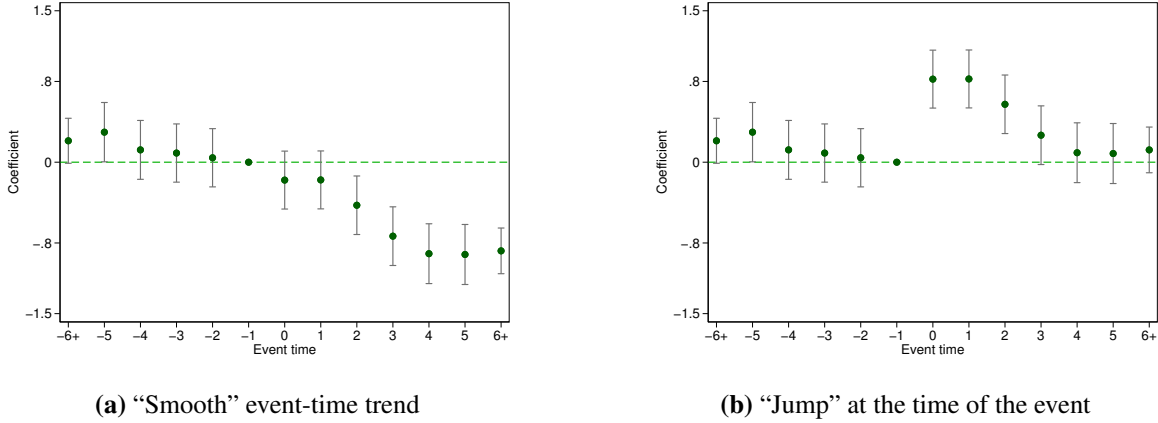 1.5
.8
0
−.8
−1.5
Coefficient
−6+ −5 −4 −3 −2 −1 0 1 2 3 4 5 6+
Event time
(a) “Smooth” event-time trend
1.5
.8
0
−.8
−1.5
Coefficient
−6+ −5 −4 −3 −2 −1 0 1 2 3 4 5 6+
Event time
(b) “Jump” at the time of the event